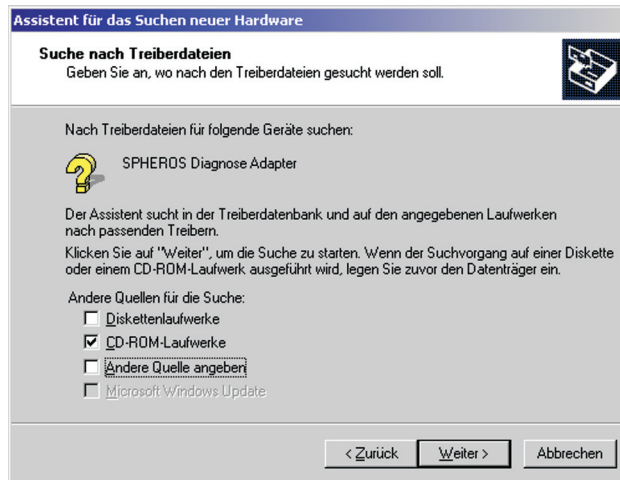 Assistent für das Suchen neuer Hardware
Suche nach Treiberdateien
Geben Sie an, wo nach den Treiberdateien gesucht werden soll.
Nach Treiberdateien für folgende Geräte suchen:
SPHEROS Diagnose Adapter
Der Assistent sucht in der Treiberdatenbank und auf den angegebenen Laufwerken
nach passenden Treibern.
Klicken Sie auf "Weiter", um die Suche zu starten. Wenn der Suchvorgang auf einer Diskette
oder einem CD-ROM-Laufwerk ausgeführt wird, legen Sie zuvor den Datenträger ein.
Andere Quellen für die Suche:
Diskettenlaufwerke
CD-ROM-Laufwerke
Andere Quelle angeben
Microsoft Windows Update
< Zurück Weiter > Abbrechen